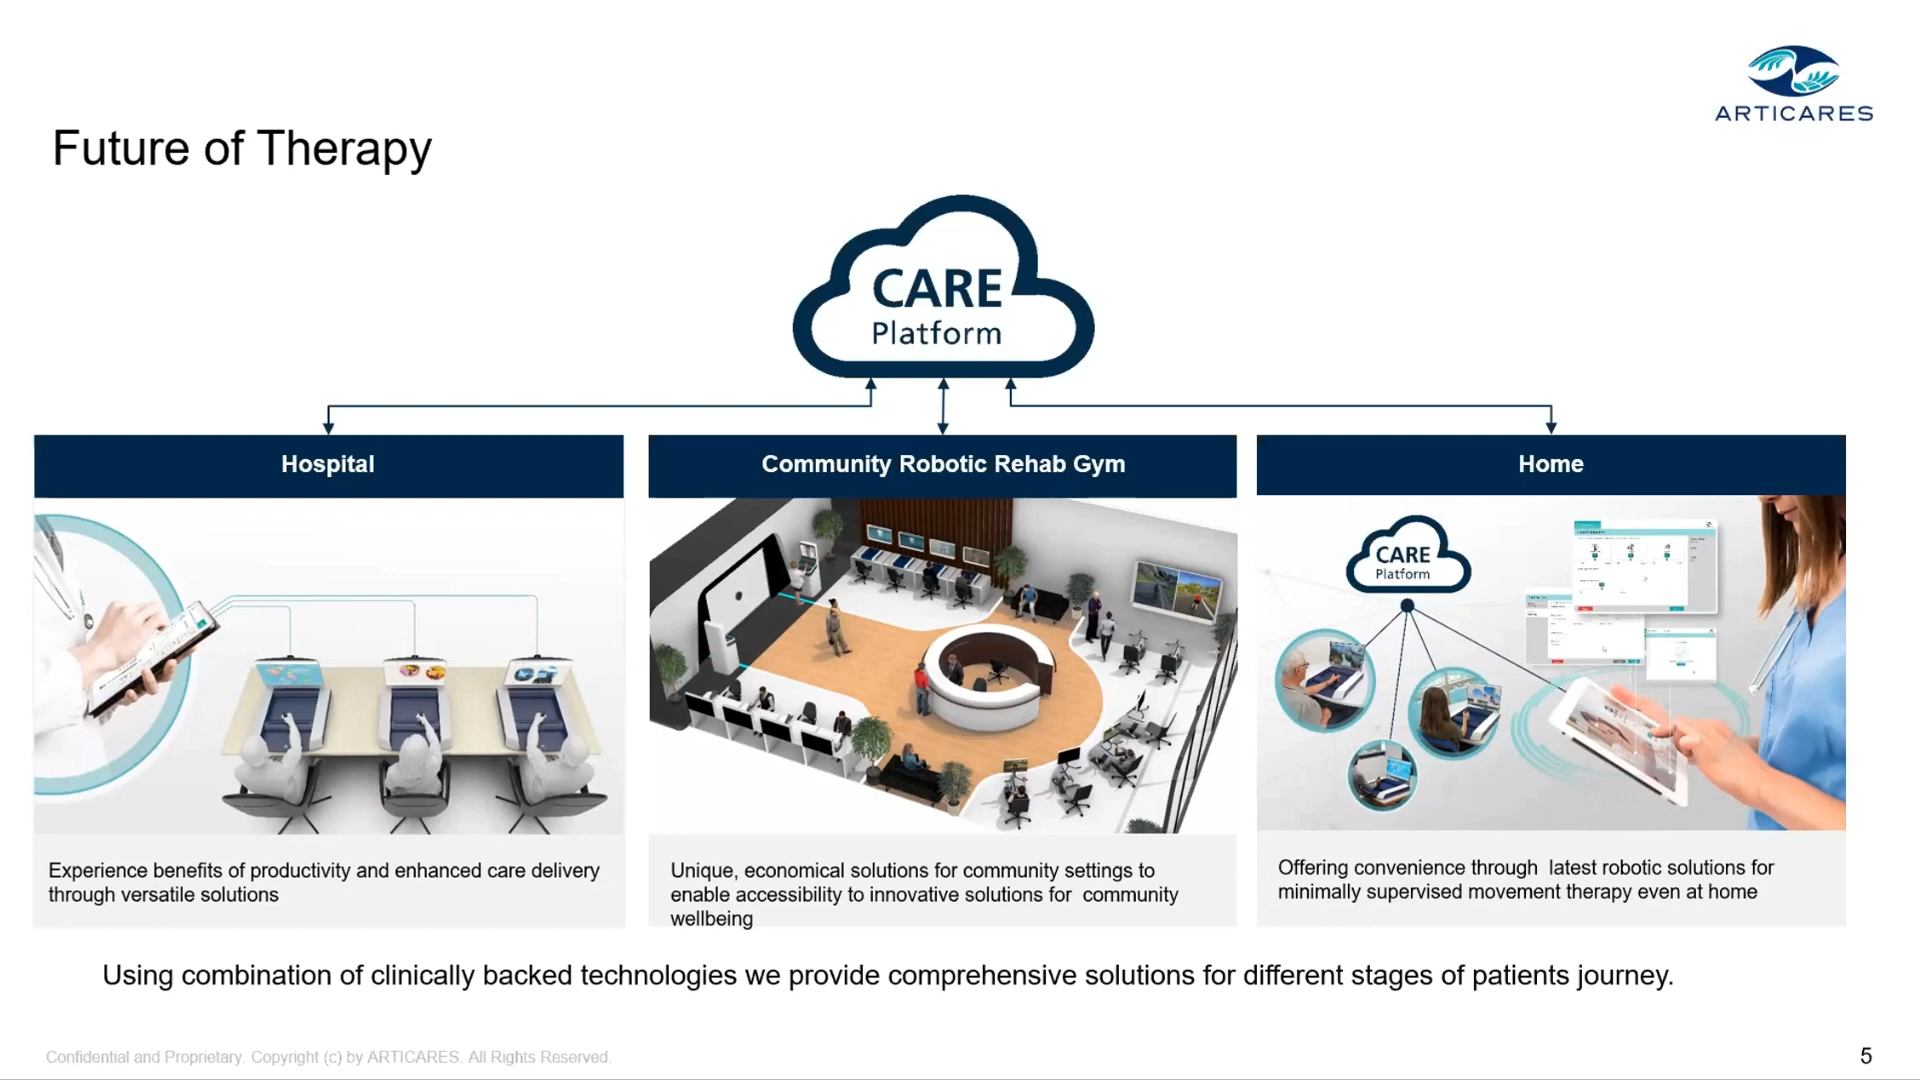 ARTICARES
Future of Therapy
CARE
Platform
Hospital
Community Robotic Rehab Gym
Home
CARE
Platform
Experience benefits of productivity and enhanced care delivery
through versatile solutions
Unique, economical solutions for community settings to
enable accessibility to innovative solutions for  community
wellbeing
Offering convenience through  latest robotic solutions for
minimally supervised movement therapy even at home
Using combination of clinically backed technologies we provide comprehensive solutions for different stages of patients journey.
Confidential and Proprietary. Copyright (c) by ARTICARES. All Rights Reserved.
5